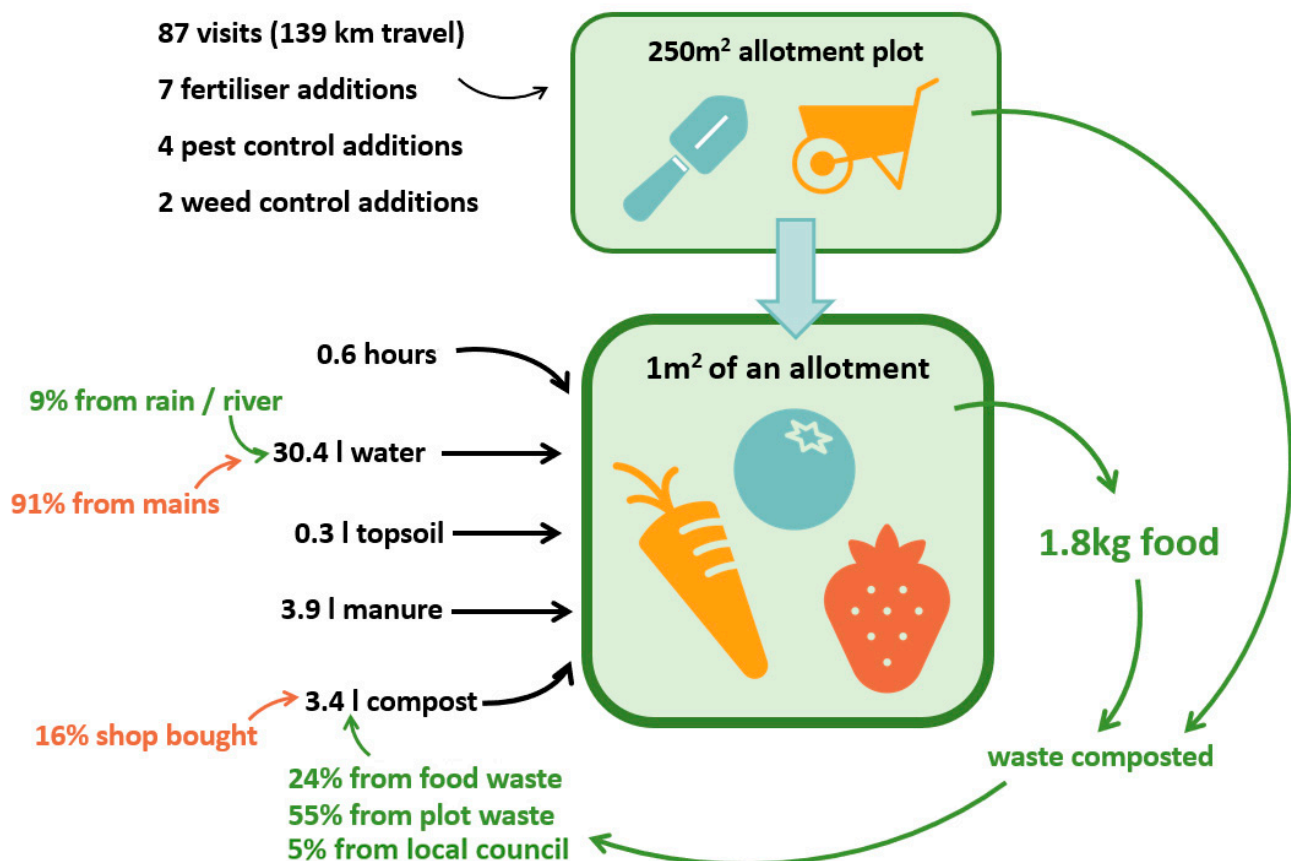 87 visits (139 km travel)
7 fertiliser additions
4 pest control additions
2 weed control additions
250m² allotment plot
0.6 hours
9% from rain / river
30.4 l water
91% from mains
0.3 l topsoil
3.9 l manure
3.4 l compost
16% shop bought
24% from food waste
55% from plot waste
5% from local council
1m² of an allotment
1.8kg food
waste composted